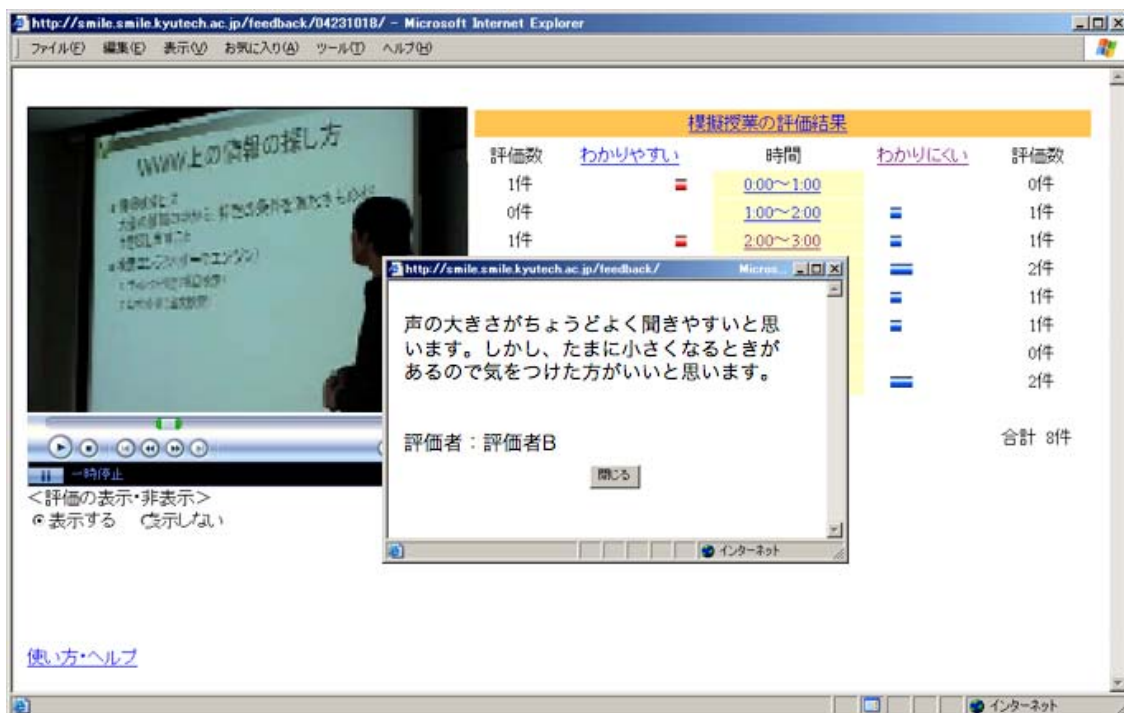 http://smile.smile.kyutech.ac.jp/feedback/04231018/ - Microsoft Internet Explorer
ファイル(F) 編集(E) 表示(V) お気に入り(A) ツール(T) ヘルプ(H)
WWW上の情報の探し方
模擬授業の評価結果
評価数 わかりやすい 時間 わかりにくい 評価数
1件 0:00～1:00 0件
0件 1:00～2:00 1件
1件 2:00～3:00 1件
2件
1件
1件
0件
2件
合計 8件
http://smile.smile.kyutech.ac.jp/feedback/ Micros...
声の大きさがちょうどよく聞きやすいと思
います。しかし、たまに小さくなるときが
あるので気をつけた方がいいと思います。
評価者：評価者B
閉じる
インターネット
一時停止
＜評価の表示・非表示＞
表示する 表示しない
使い方・ヘルプ
インターネット